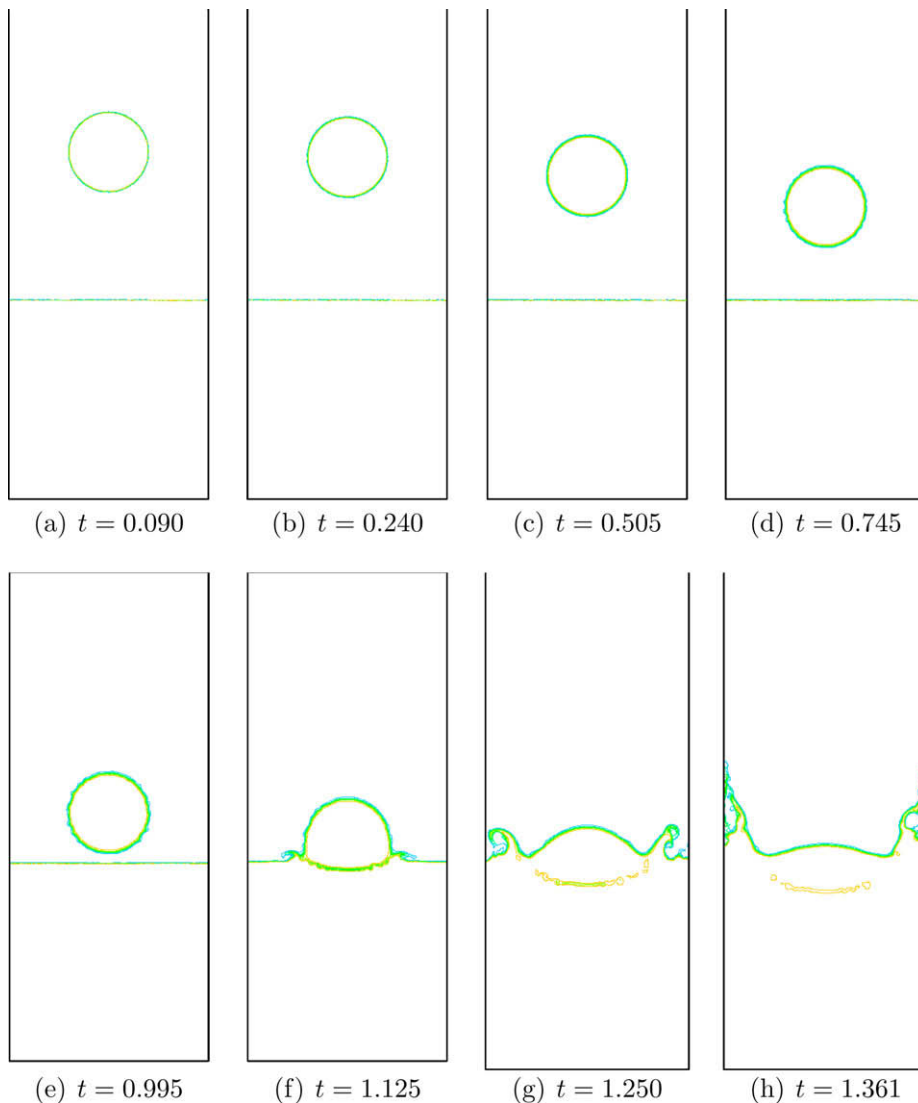 (a) t = 0.090 (b) t = 0.240 (c) t = 0.505 (d) t = 0.745
(e) t = 0.995 (f) t = 1.125 (g) t = 1.250 (h) t = 1.361